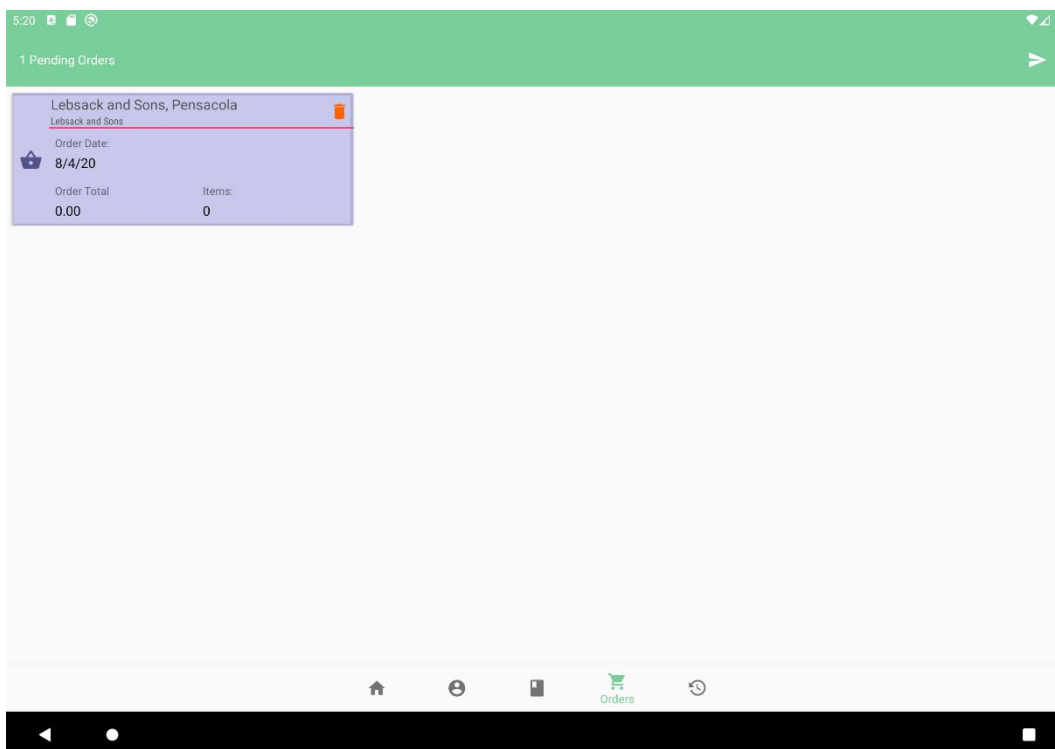 5:20
1 Pending Orders
Lebsack and Sons, Pensacola
Lebsack and Sons
Order Date:
8/4/20
Order Total Items:
0.00 0
Orders